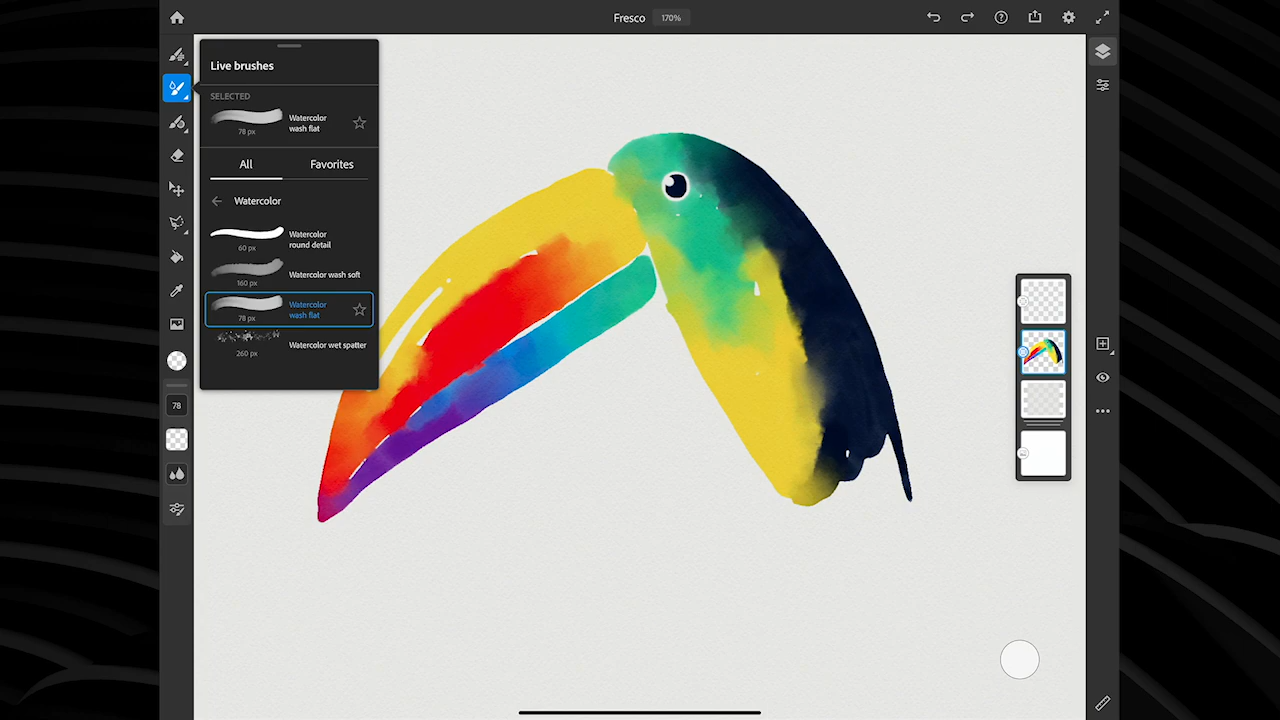 Fresco 170%
Live brushes
SELECTED
Watercolor
wash flat
78 px
All Favorites
Watercolor
Watercolor
round detail
60 px
Watercolor wash soft
160 px
Watercolor
wash flat
78 px
Watercolor wet spatter
260 px
78